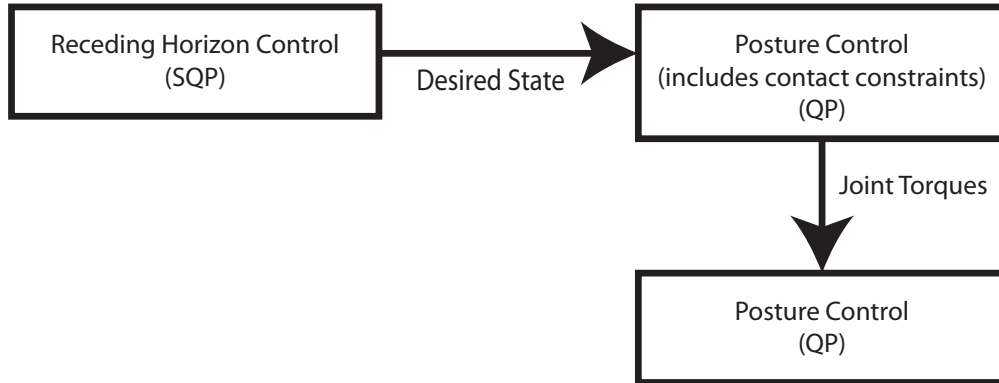 Receding Horizon Control
(SQP)
Desired State
Posture Control
(includes contact constraints)
(QP)
Joint Torques
Posture Control
(QP)